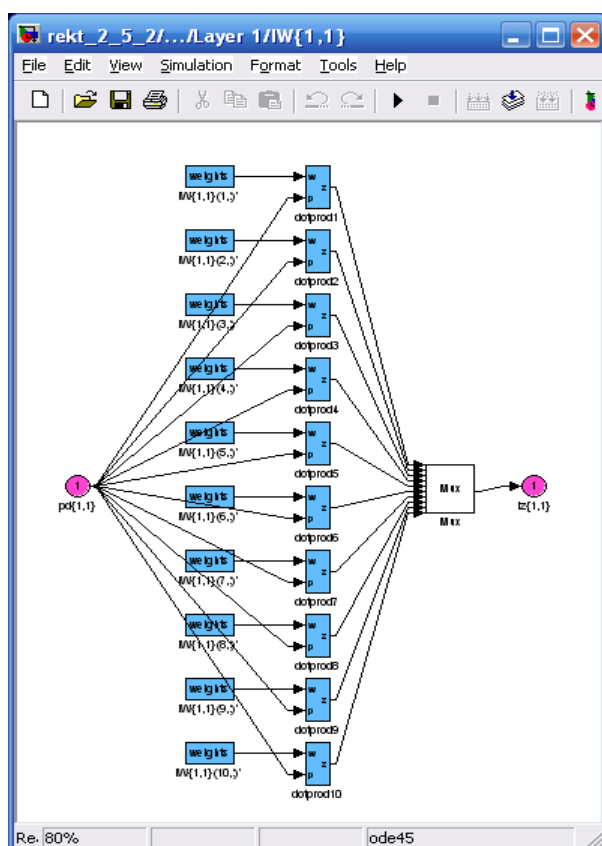 rekt_2_5_2/.../Layer 1/IW{1,1}
File Edit View Simulation Format Tools Help
weights w z p
IW{1,1}(1,:)' dotprod1
weights w z p
IW{1,1}(2,:)' dotprod2
weights w z p
IW{1,1}(3,:)' dotprod3
weights w z p
IW{1,1}(4,:)' dotprod4
weights w z p
IW{1,1}(5,:)' dotprod5
1 weights w z p Mux 1
pd{1,1} IW{1,1}(6,:)' dotprod6 Mux iz{1,1}
weights w z p
IW{1,1}(7,:)' dotprod7
weights w z p
IW{1,1}(8,:)' dotprod8
weights w z p
IW{1,1}(9,:)' dotprod9
weights w z p
IW{1,1}(10,:)' dotprod10
Re. 80% ode45